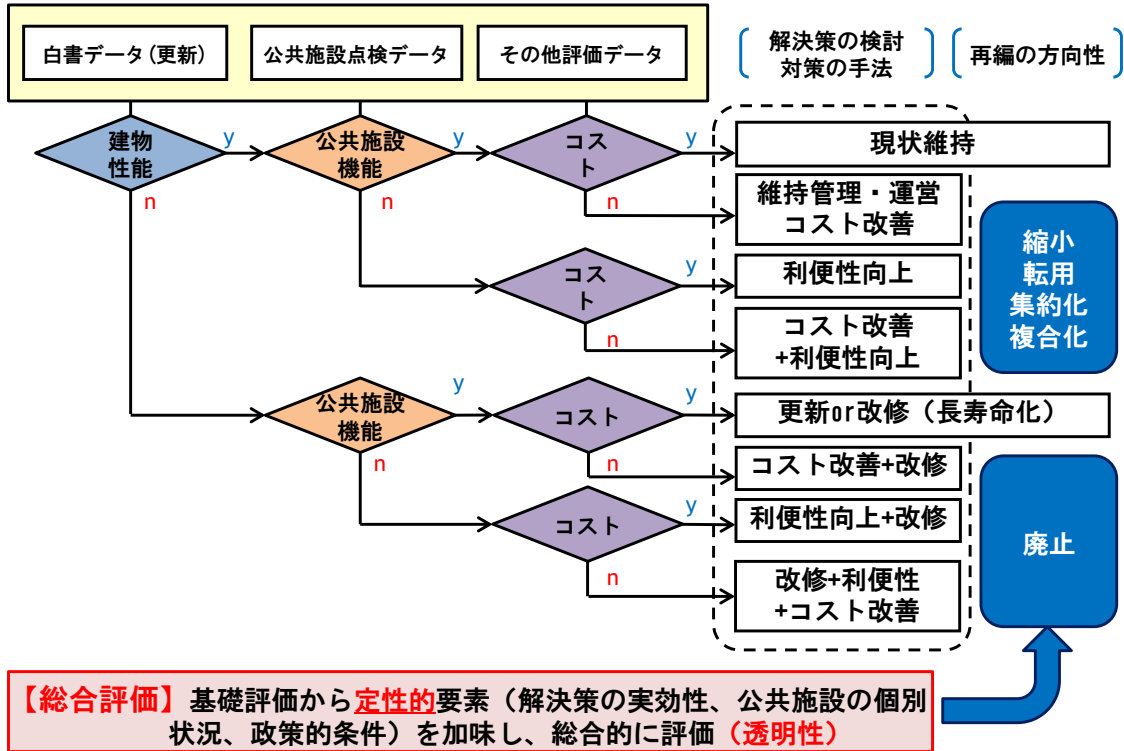 白書データ(更新)
公共施設点検データ
その他評価データ
解決策の検討
対策の手法
再編の方向性
建物
性能
y
公共施設
機能
y
コス
ト
y
現状維持
n
n
n
維持管理・運営
コスト改善
コス
ト
y
利便性向上
n
コスト改善
+利便性向上
縮小
転用
集約化
複合化
公共施設
機能
y
コスト
y
更新or改修（長寿命化）
n
n
コスト改善+改修
コスト
y
利便性向上+改修
n
改修+利便性
+コスト改善
廃止
【総合評価】基礎評価から定性的要素（解決策の実効性、公共施設の個別
状況、政策的条件）を加味し、総合的に評価（透明性）